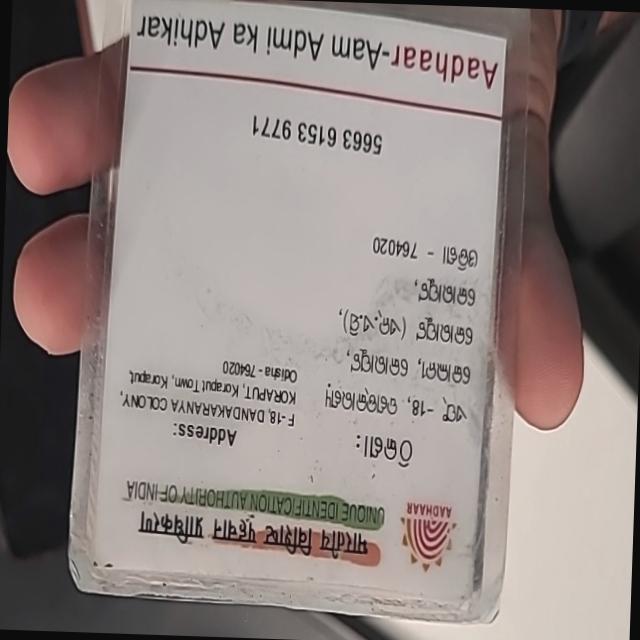 भारतीय विशिष्ट पहचान प्राधिकरण
UNIQUE IDENTIFICATION AUTHORITY OF INDIA
AADHAAR
ଠିକଣା:
ଏଫ୍ -18, ଦଣ୍ଡକାରଣ୍ୟ
କଲୋନୀ, କୋରାପୁଟ,
କୋରାପୁଟ (ଏନ୍.ଏ.ସି),
କୋରାପୁଟ,
ଓଡିଶା - 764020
Address:
F-18, DANDAKARANYA COLONY,
KORAPUT, Koraput Town, Koraput,
Odisha - 764020
5663 6153 9771
Aadhaar-Aam Admi ka Adhikar